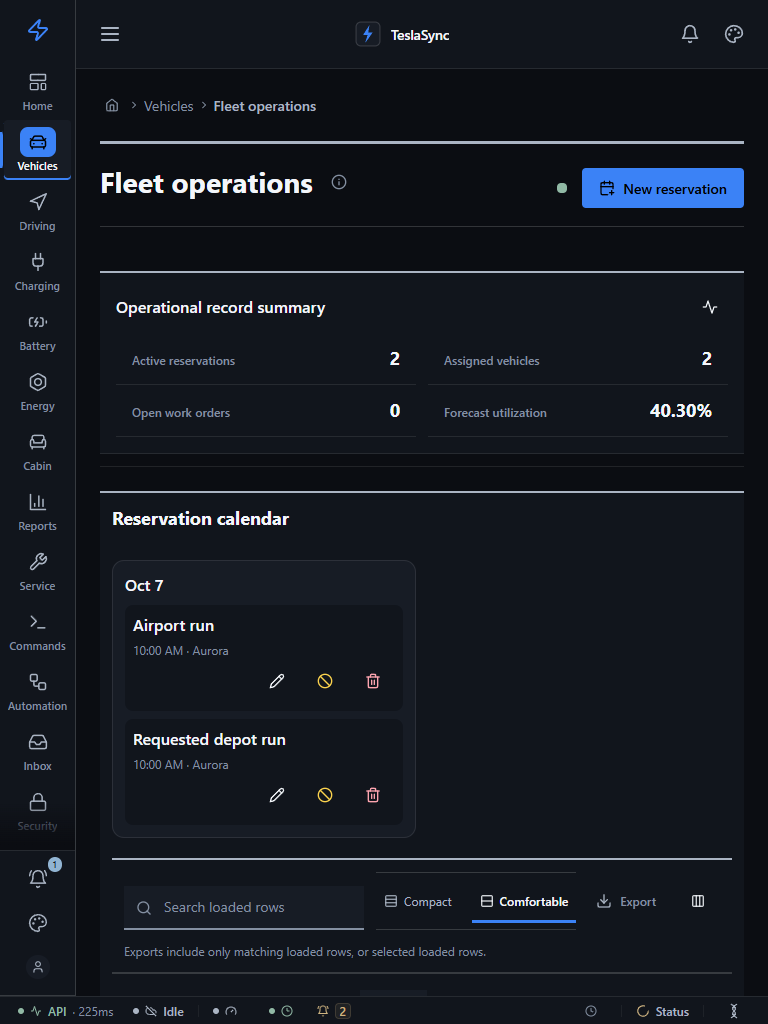 TeslaSync
Home
Vehicles
Driving
Charging
Battery
Energy
Cabin
Reports
Service
Commands
Automation
Inbox
Security
1
Vehicles
Fleet operations
Fleet operations
New reservation
Operational record summary
Active reservations 2
Assigned vehicles 2
Open work orders 0
Forecast utilization 40.30%
Reservation calendar
Oct 7
Airport run
10:00 AM · Aurora
Requested depot run
10:00 AM · Aurora
Search loaded rows
Compact
Comfortable
Export
Exports include only matching loaded rows, or selected loaded rows.
API · 225ms
Idle
2
Status